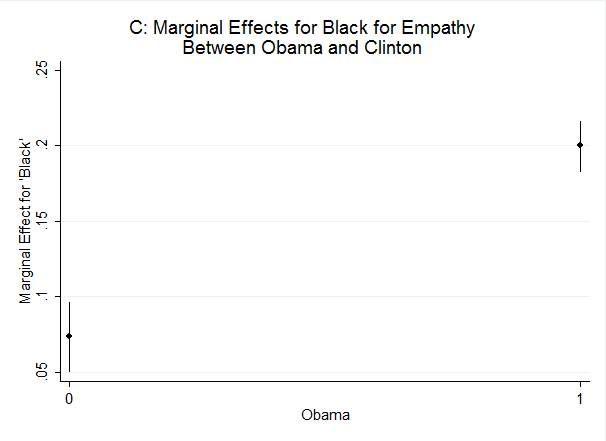 C: Marginal Effects for Black for Empathy
Between Obama and Clinton
Marginal Effect for 'Black'
.25
.2
.15
.1
.05
0
1
Obama